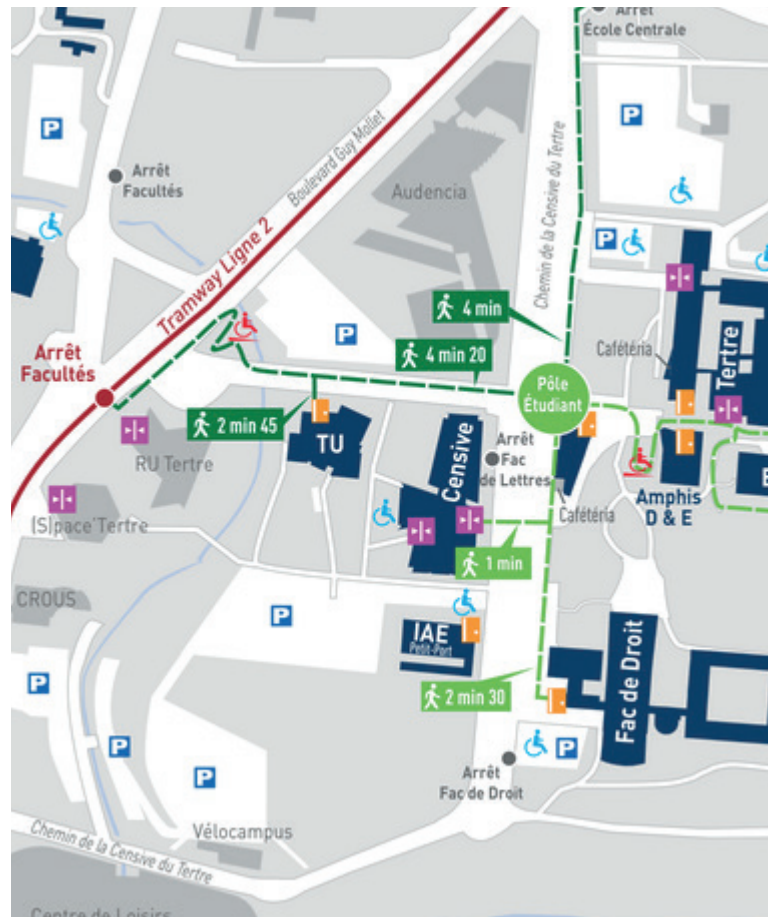 Arrêt
École Centrale
P
P
Boulevard Guy Mollet
Chemin de la Censive du Tertre
Arrêt
Facultés
Audencia
Tramway Ligne 2
P
4 min
P
Arrêt
Facultés
4 min 20
Cafétéria
Tertre
Pôle
Étudiant
2 min 45
TU
RU Tertre
Censive
Arrêt
Fac
de Lettres
Amphis
D & E
E
(S)pace'Tertre
Cafétéria
1 min
CROUS
P
IAE
Petit-Port
Fac de Droit
P
2 min 30
P
P
Arrêt
Fac de Droit
P
Vélocampus
Chemin de la Censive du Tertre
Centre de Loisirs